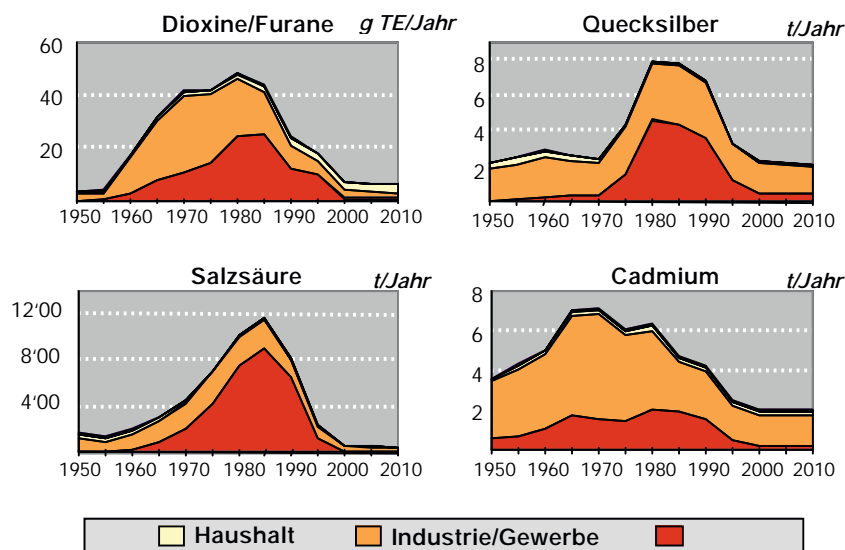 Dioxine/Furane g TE/Jahr
60
40
20
1950 1960 1970 1980 1990 2000 2010
Quecksilber t/Jahr
8
6
4
2
1950 1960 1970 1980 1990 2000 2010
Salzsäure t/Jahr
12'00
8'00
4'00
1950 1960 1970 1980 1990 2000 2010
Cadmium t/Jahr
8
6
4
2
1950 1960 1970 1980 1990 2000 2010
Haushalt Industrie/Gewerbe